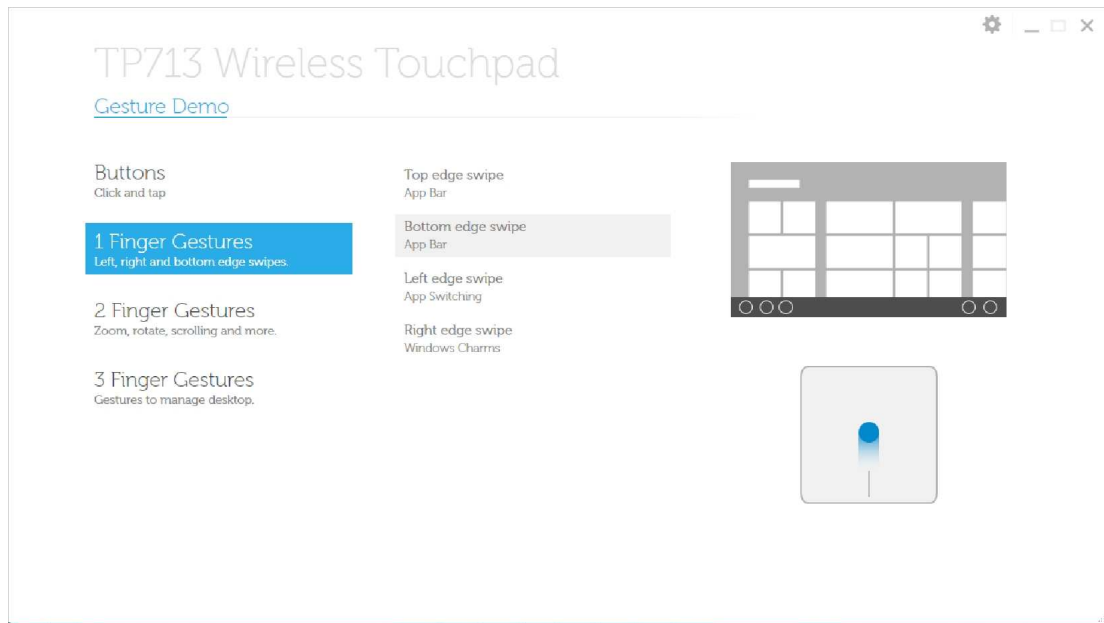 TP713 Wireless Touchpad
Gesture Demo
Buttons
Click and tap
1 Finger Gestures
Left, right and bottom edge swipes.
2 Finger Gestures
Zoom, rotate, scrolling and more.
3 Finger Gestures
Gestures to manage desktop.
Top edge swipe
App Bar
Bottom edge swipe
App Bar
Left edge swipe
App Switching
Right edge swipe
Windows Charms